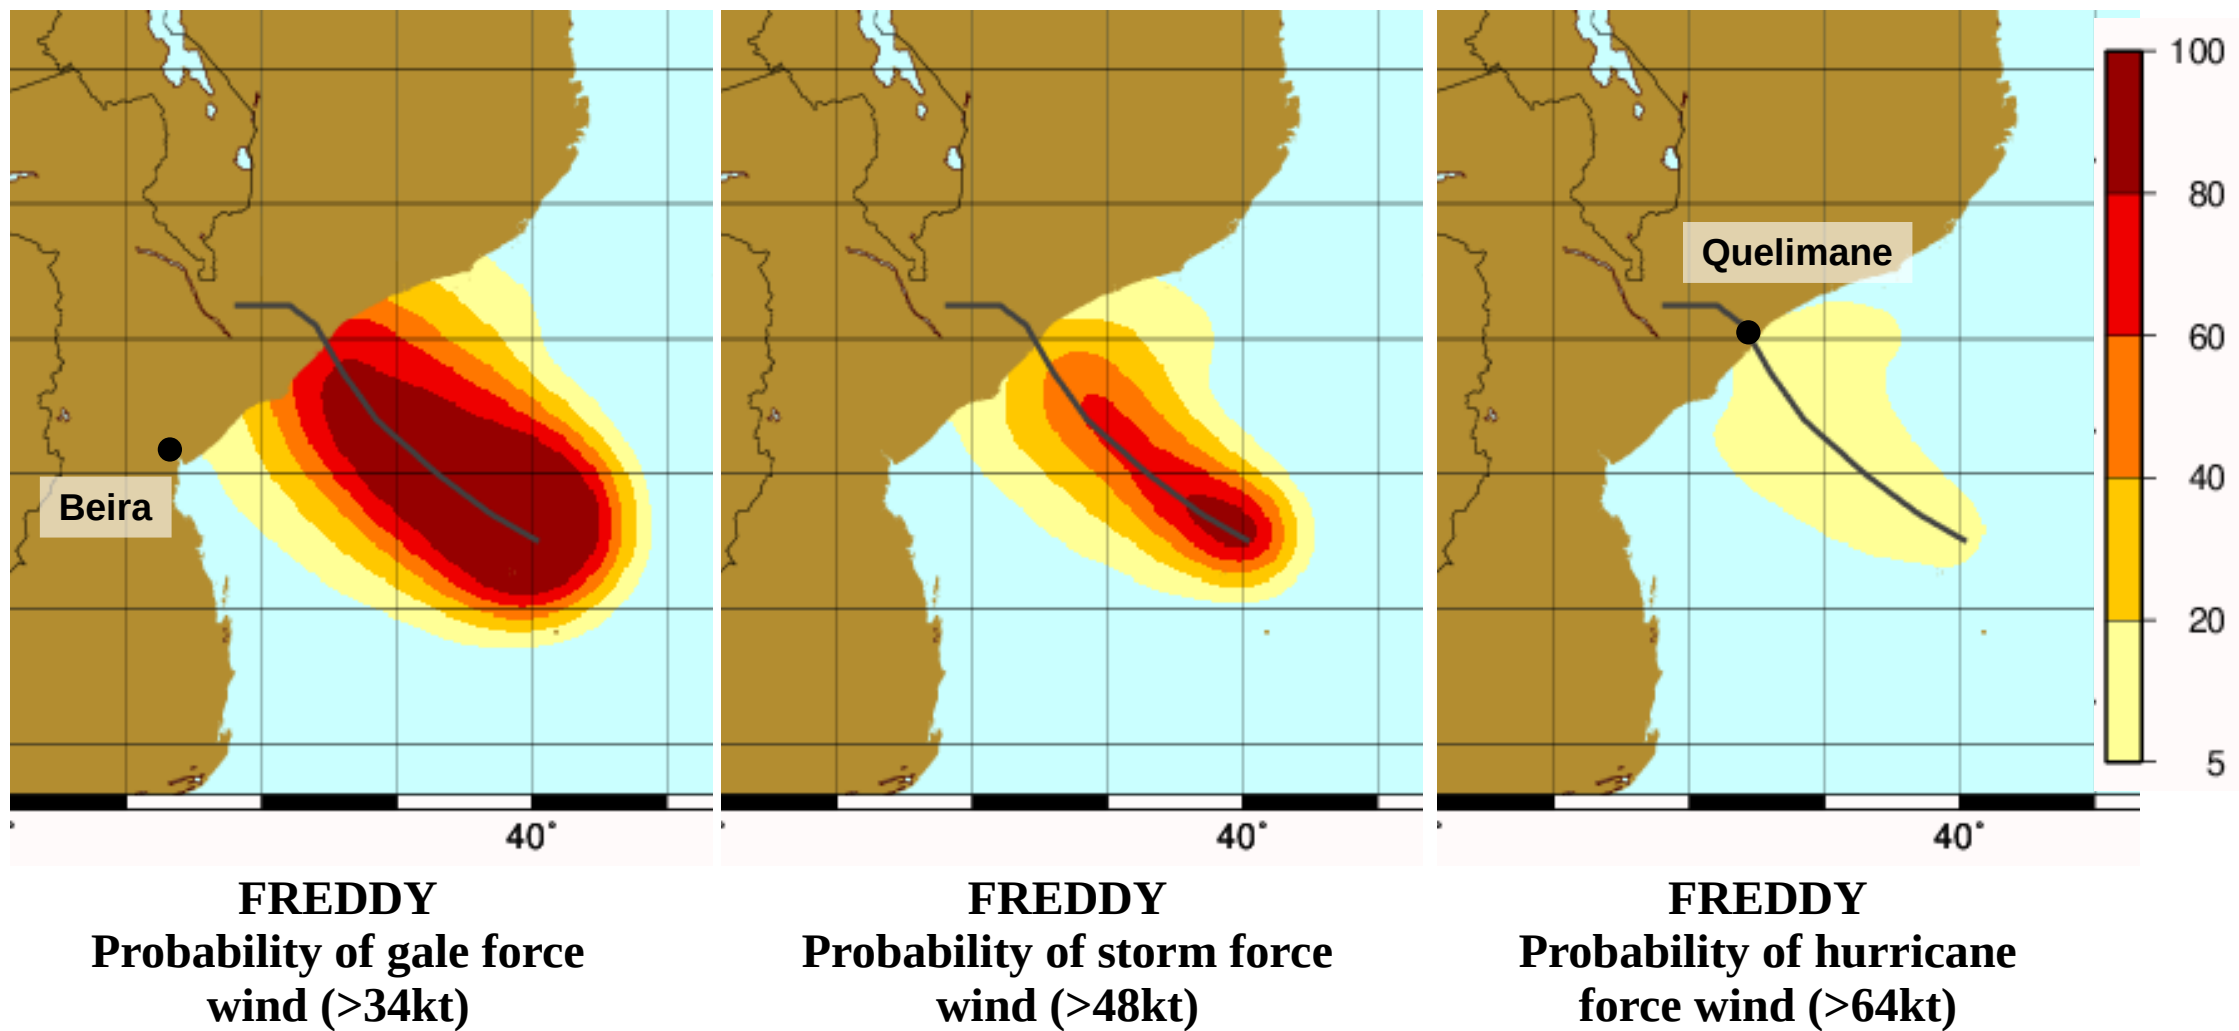 Beira
Quelimane
100
80
60
40
20
5
40°
40°
40°
FREDDY
Probability of gale force
wind (>34kt)
FREDDY
Probability of storm force
wind (>48kt)
FREDDY
Probability of hurricane
force wind (>64kt)